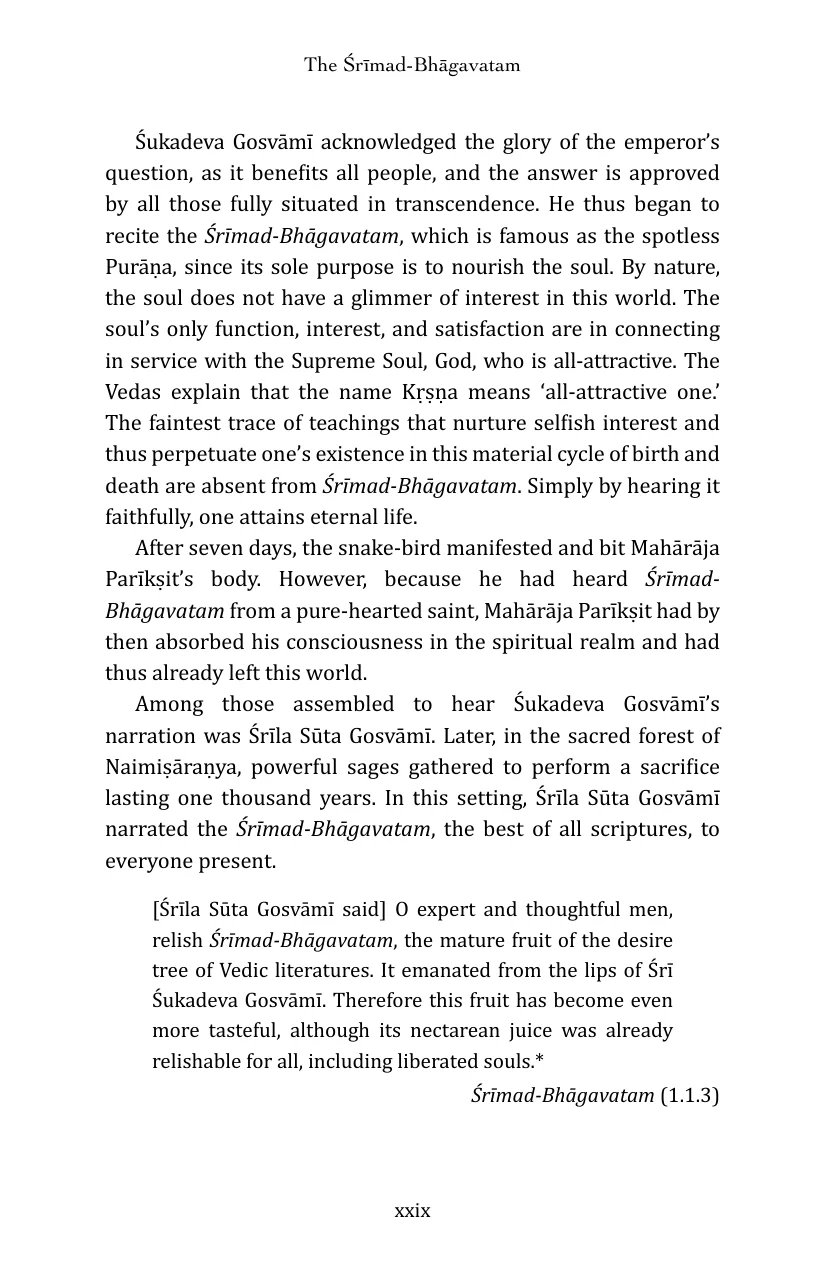 The Śrīmad-Bhāgavatam
Śukadeva Gosvāmī acknowledged the glory of the emperor’s
question, as it benefits all people, and the answer is approved
by all those fully situated in transcendence. He thus began to
recite the Śrīmad-Bhāgavatam, which is famous as the spotless
Purāṇa, since its sole purpose is to nourish the soul. By nature,
the soul does not have a glimmer of interest in this world. The
soul’s only function, interest, and satisfaction are in connecting
in service with the Supreme Soul, God, who is all-attractive. The
Vedas explain that the name Kṛṣṇa means ‘all-attractive one.’
The faintest trace of teachings that nurture selfish interest and
thus perpetuate one’s existence in this material cycle of birth and
death are absent from Śrīmad-Bhāgavatam. Simply by hearing it
faithfully, one attains eternal life.
After seven days, the snake-bird manifested and bit Mahārāja
Parīkṣit’s body. However, because he had heard Śrīmad-
Bhāgavatam from a pure-hearted saint, Mahārāja Parīkṣit had by
then absorbed his consciousness in the spiritual realm and had
thus already left this world.
Among those assembled to hear Śukadeva Gosvāmī’s
narration was Śrīla Sūta Gosvāmī. Later, in the sacred forest of
Naimiṣāraṇya, powerful sages gathered to perform a sacrifice
lasting one thousand years. In this setting, Śrīla Sūta Gosvāmī
narrated the Śrīmad-Bhāgavatam, the best of all scriptures, to
everyone present.
[Śrīla Sūta Gosvāmī said] O expert and thoughtful men,
relish Śrīmad-Bhāgavatam, the mature fruit of the desire
tree of Vedic literatures. It emanated from the lips of Śrī
Śukadeva Gosvāmī. Therefore this fruit has become even
more tasteful, although its nectarean juice was already
relishable for all, including liberated souls.*
Śrīmad-Bhāgavatam (1.1.3)
xxix